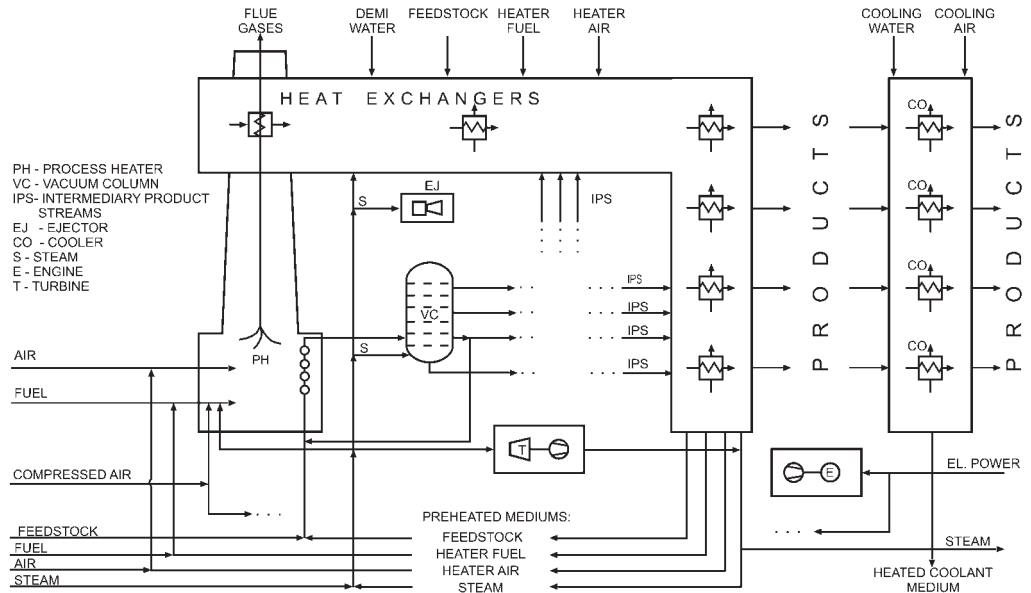 FLUE
GASES
DEMI
WATER
FEEDSTOCK
HEATER
FUEL
HEATER
AIR
COOLING
WATER
COOLING
AIR
HEAT EXCHANGERS
PH - PROCESS HEATER
VC - VACUUM COLUMN
IPS- INTERMEDIARY PRODUCT
STREAMS
EJ - EJECTOR
CO - COOLER
S - STEAM
E - ENGINE
T - TURBINE
EJ
S
IPS
CO
CO
CO
CO
PRODUCTS
PRODUCTS
VC
IPS
IPS
IPS
IPS
S
PH
AIR
FUEL
T
E
EL. POWER
COMPRESSED AIR
PREHEATED MEDIUMS:
FEEDSTOCK
FUEL
AIR
STEAM
FEEDSTOCK
HEATER FUEL
HEATER AIR
STEAM
STEAM
HEATED COOLANT
MEDIUM